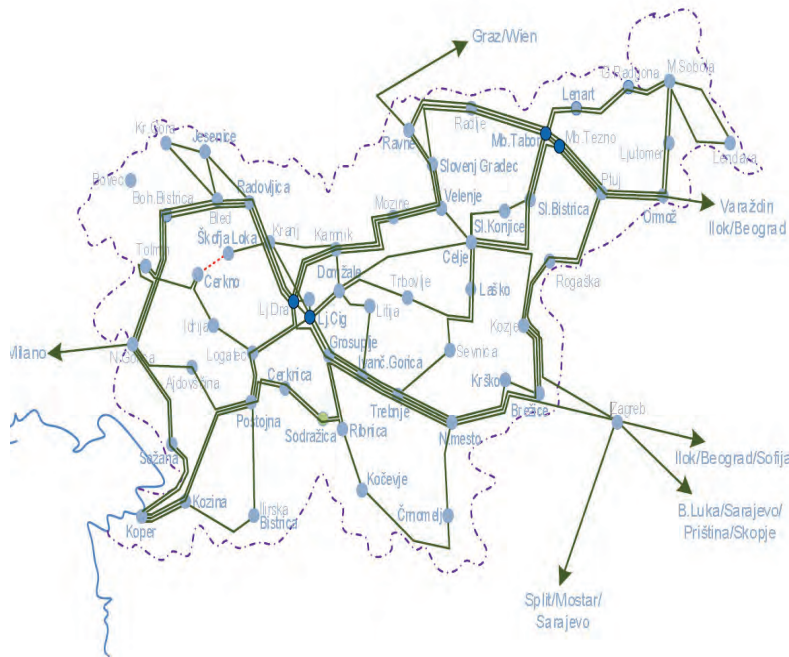 Graz/Wien
G.Radgona
M.Sobota
Lenart
Radlje
Kr.Gora
Jesenice
Ravne
Mb.Tabor
Mb.Tezno
Ljutomer
Lendava
Slovenj Gradec
Bovec
Boh.Bistrica
Radovljica
Bled
Velenje
Mozirje
Sl.Konjice
Sl.Bistrica
Ptuj
Ormož
Varaždin
Ilok/Beograd
Škofja Loka
Kranj
Kamnik
Celje
Tolmin
Cerkno
Domžale
Trbovlje
Laško
Rogaška
Lj.Cig
Litija
Idrija
Kozje
Milano
N.Gorica
Logatec
Grosuplje
Sevnica
Ajdovščina
Cerknica
Ivanč.Gorica
Krško
Postojna
Trebnje
Brežice
Zagreb
Sodražica
Ribnica
N.mesto
Sežana
Ilok/Beograd/Sofija
Kočevje
Kozina
Koper
Ilirska
Bistrica
Črnomelj
B.Luka/Sarajevo/
Priština/Skopje
Split/Mostar/
Sarajevo